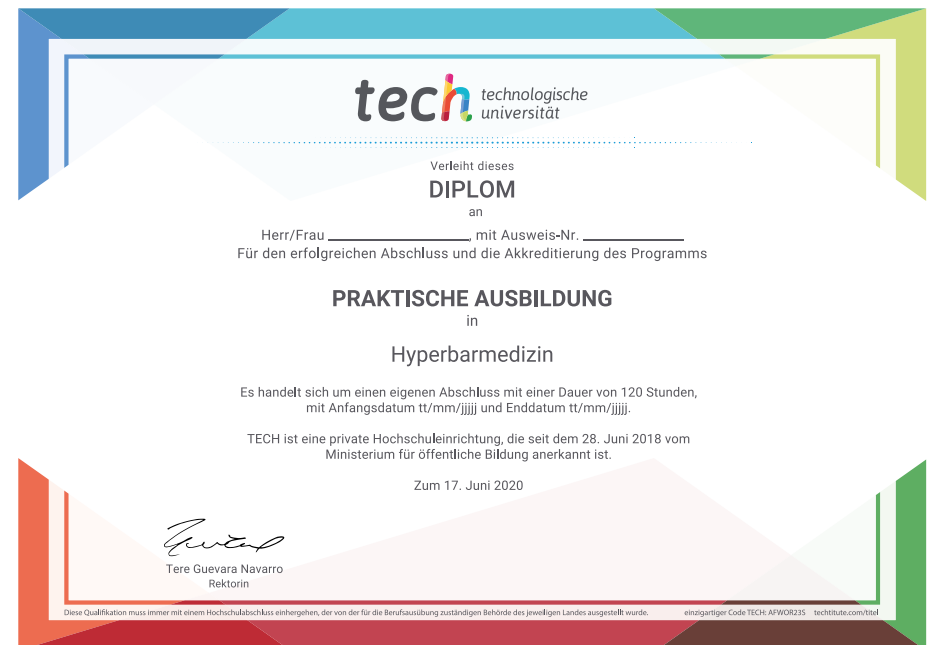 tech technologische
universität
Verleiht dieses
DIPLOM
an
Herr/Frau ____________________, mit Ausweis-Nr. ______________
Für den erfolgreichen Abschluss und die Akkreditierung des Programms
PRAKTISCHE AUSBILDUNG
in
Hyperbarmedizin
Es handelt sich um einen eigenen Abschluss mit einer Dauer von 120 Stunden,
mit Anfangsdatum tt/mm/jjjjj und Enddatum tt/mm/jjjjj.
TECH ist eine private Hochschuleinrichtung, die seit dem 28. Juni 2018 vom
Ministerium für öffentliche Bildung anerkannt ist.
Zum 17. Juni 2020
Tere Guevara Navarro
Rektorin
Diese Qualifikation muss immer mit einem Hochschulabschluss einhergehen, der von der für die Berufsausübung zuständigen Behörde des jeweiligen Landes ausgestellt wurde. einzigartiger Code TECH: AFWOR23S techtitute.com/titel